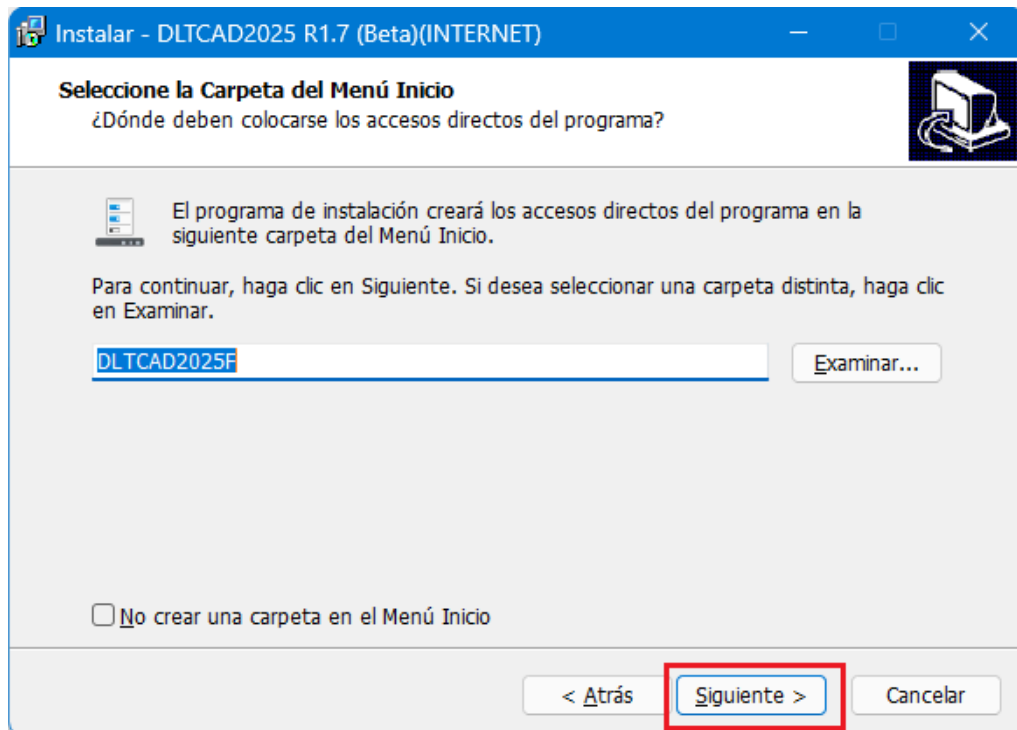 Instalar - DLTCAD2025 R1.7 (Beta)(INTERNET)
Seleccione la Carpeta del Menú Inicio
¿Dónde deben colocarse los accesos directos del programa?
El programa de instalación creará los accesos directos del programa en la
siguiente carpeta del Menú Inicio.
Para continuar, haga clic en Siguiente. Si desea seleccionar una carpeta distinta, haga clic
en Examinar.
DLTCAD2025F
Examinar...
No crear una carpeta en el Menú Inicio
< Atrás
Siguiente >
Cancelar